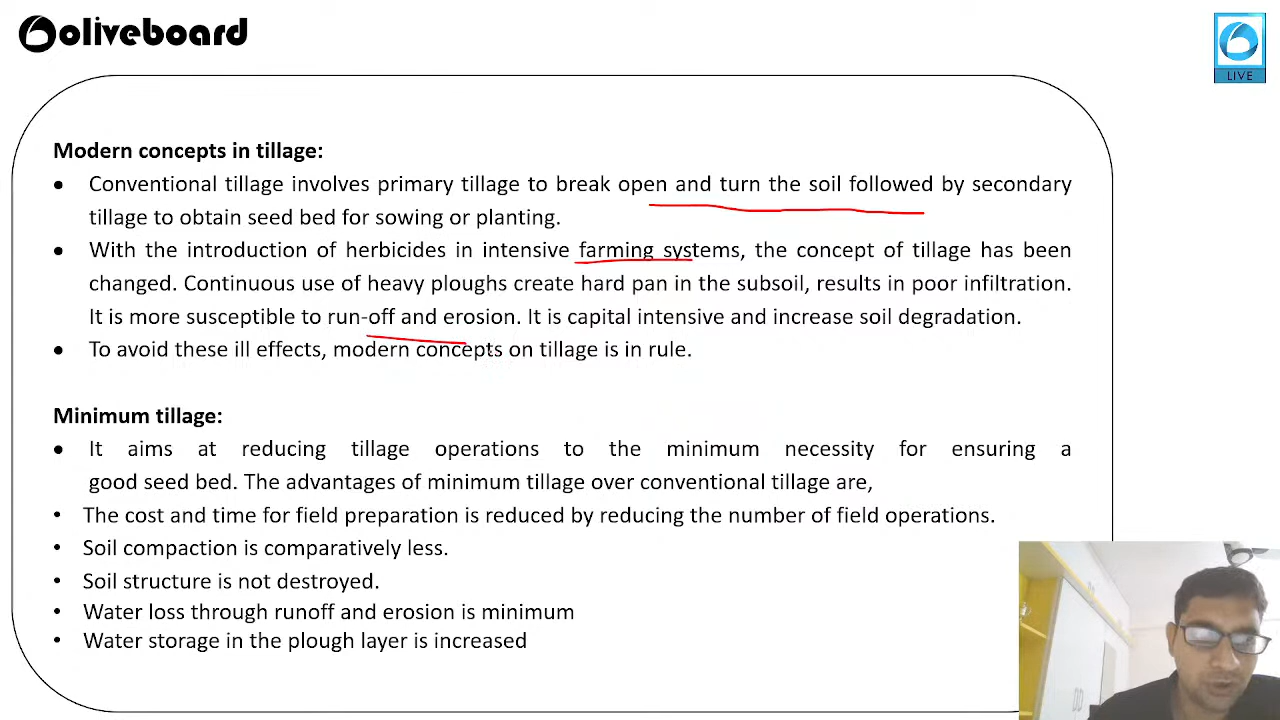 oliveboard
LIVE
Modern concepts in tillage:
● Conventional tillage involves primary tillage to break open and turn the soil followed by secondary
tillage to obtain seed bed for sowing or planting.
● With the introduction of herbicides in intensive farming systems, the concept of tillage has been
changed. Continuous use of heavy ploughs create hard pan in the subsoil, results in poor infiltration.
It is more susceptible to run-off and erosion. It is capital intensive and increase soil degradation.
● To avoid these ill effects, modern concepts on tillage is in rule.
Minimum tillage:
● It aims at reducing tillage operations to the minimum necessity for ensuring a
good seed bed. The advantages of minimum tillage over conventional tillage are,
• The cost and time for field preparation is reduced by reducing the number of field operations.
• Soil compaction is comparatively less.
• Soil structure is not destroyed.
• Water loss through runoff and erosion is minimum
• Water storage in the plough layer is increased